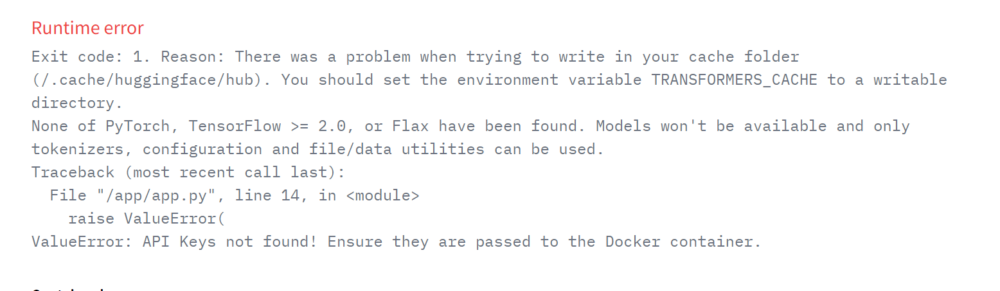 Runtime error
Exit code: 1. Reason: There was a problem when trying to write in your cache folder
(/.cache/huggingface/hub). You should set the environment variable TRANSFORMERS_CACHE to a writable
directory.
None of PyTorch, TensorFlow >= 2.0, or Flax have been found. Models won't be available and only
tokenizers, configuration and file/data utilities can be used.
Traceback (most recent call last):
  File "/app/app.py", line 14, in <module>
    raise ValueError(
ValueError: API Keys not found! Ensure they are passed to the Docker container.